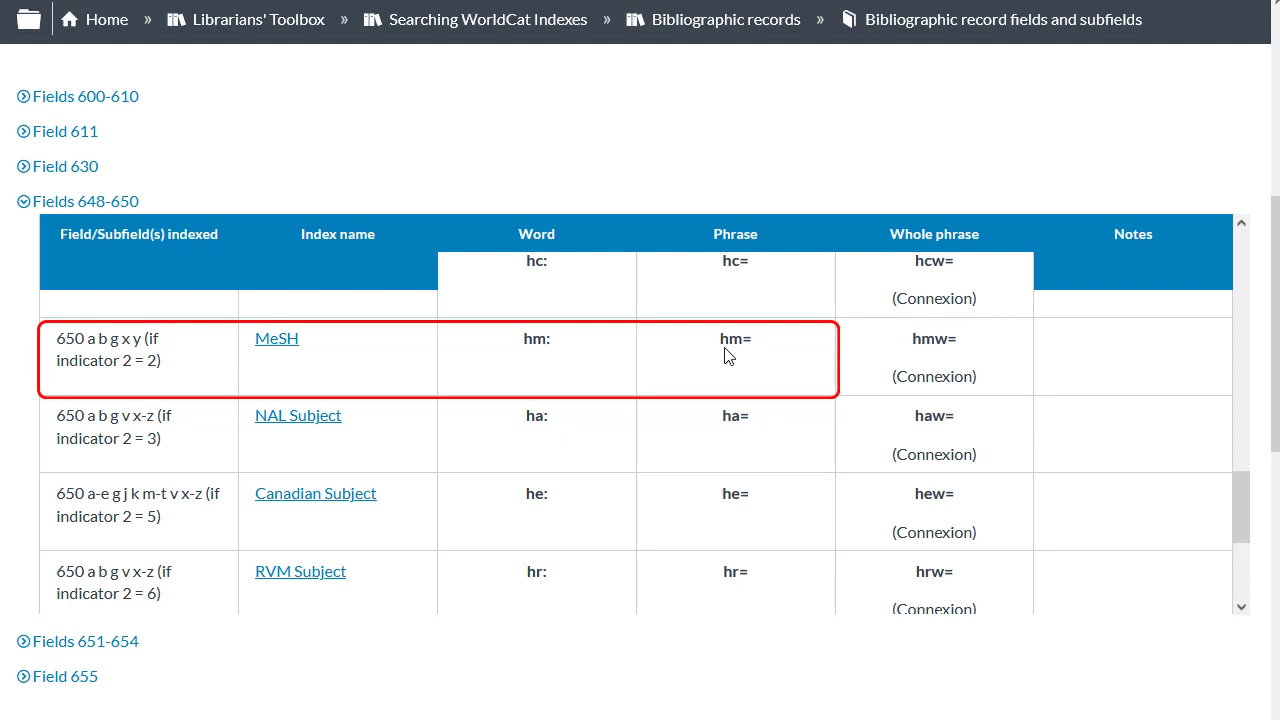 Home » Librarians' Toolbox » Searching WorldCat Indexes » Bibliographic records » Bibliographic record fields and subfields
Fields 600-610
Field 611
Field 630
Fields 648-650
Field/Subfield(s) indexed Index name Word Phrase Whole phrase Notes
hc: hc= hcw=
(Connexion)
650 a b g x y (if MeSH hm: hm= hmw=
indicator 2 = 2) (Connexion)
650 a b g v x-z (if NAL Subject ha: ha= haw=
indicator 2 = 3) (Connexion)
650 a-e g j k m-t v x-z (if Canadian Subject he: he= hew=
indicator 2 = 5) (Connexion)
650 a b g v x-z (if RVM Subject hr: hr= hrw=
indicator 2 = 6) (Connexion)
Fields 651-654
Field 655